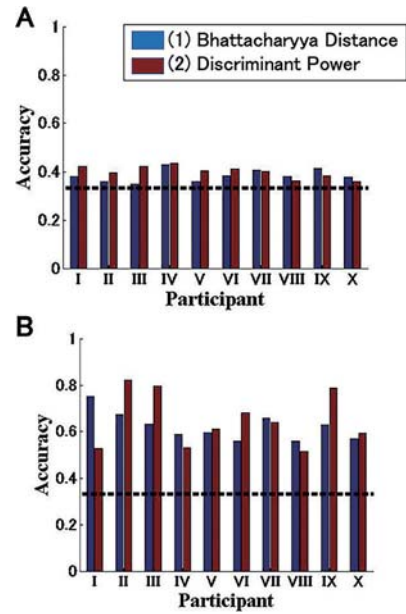 A
(1) Bhattacharyya Distance
(2) Discriminant Power
1
0.8
0.6
0.4
0.2
0
Accuracy
I II III IV V VI VII VIII IX X
Participant
B
1
0.8
0.6
0.4
0.2
0
Accuracy
I II III IV V VI VII VIII IX X
Participant